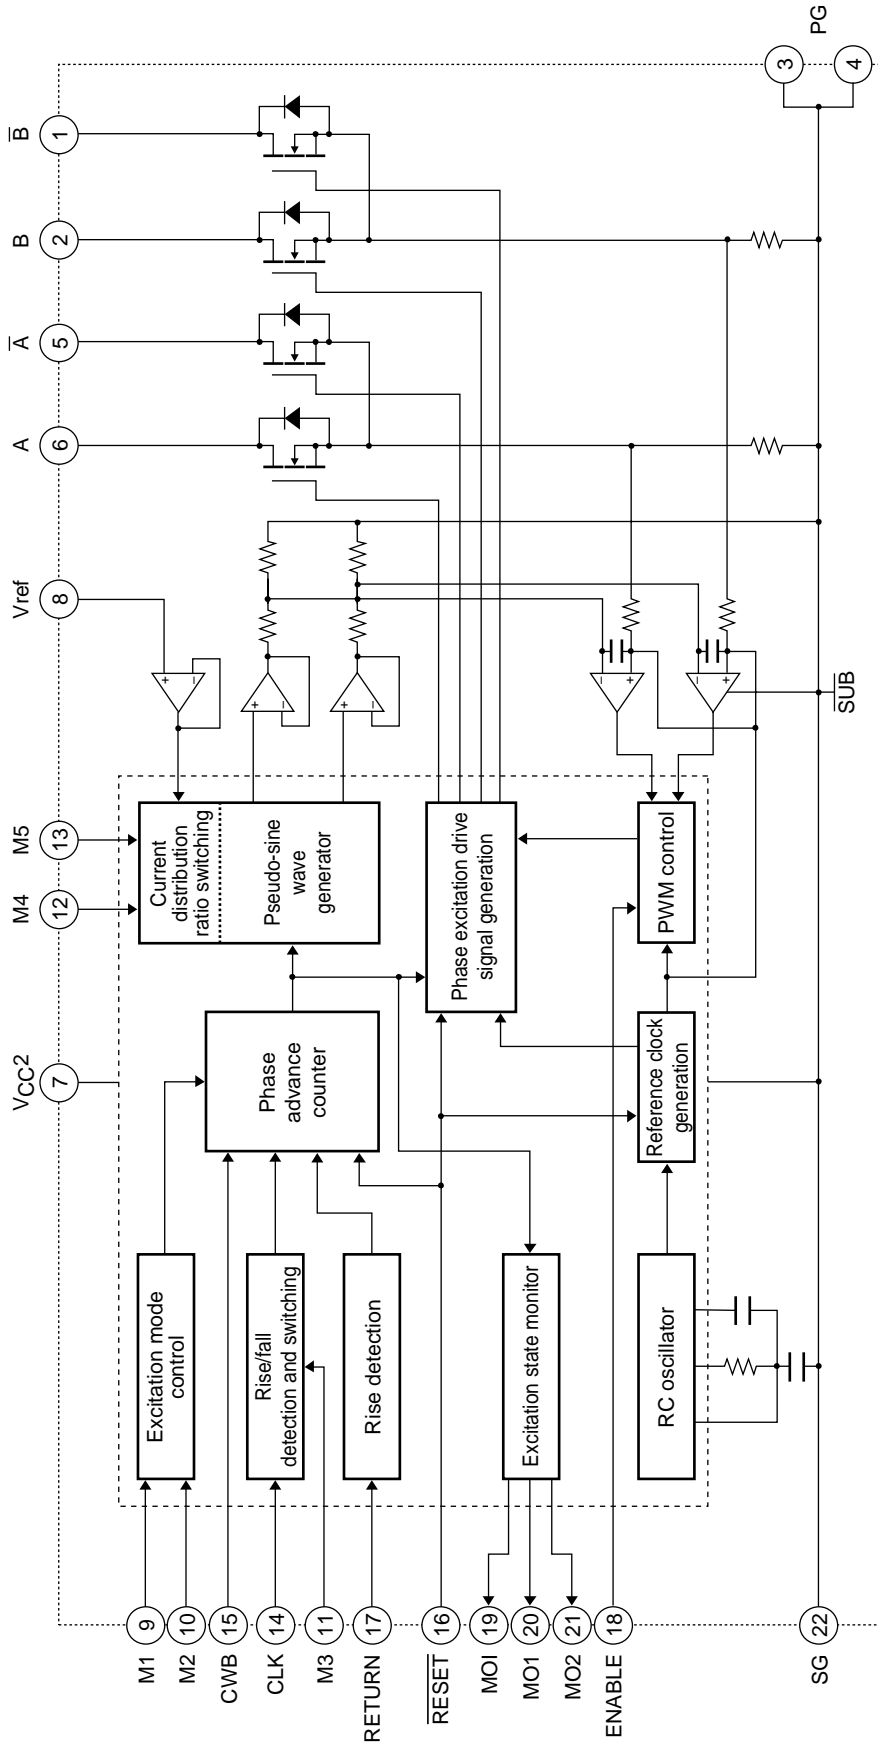 VCC2
7
M4
12
M5
13
Vref
8
A
6
A
5
B
2
B
1
M1
9
M2
10
CWB
15
CLK
14
M3
11
RETURN
17
RESET
16
MOI
19
MO1
20
MO2
21
ENABLE
18
SG
22
Excitation mode
control
Rise/fall
detection and switching
Rise detection
Excitation state monitor
RC oscillator
Phase
advance
counter
Reference clock
generation
Current
distribution
ratio switching
Pseudo-sine
wave
generator
Phase excitation drive
signal generation
PWM control
+
–
+
–
+
–
–
+
–
+
SUB
3
4
PG